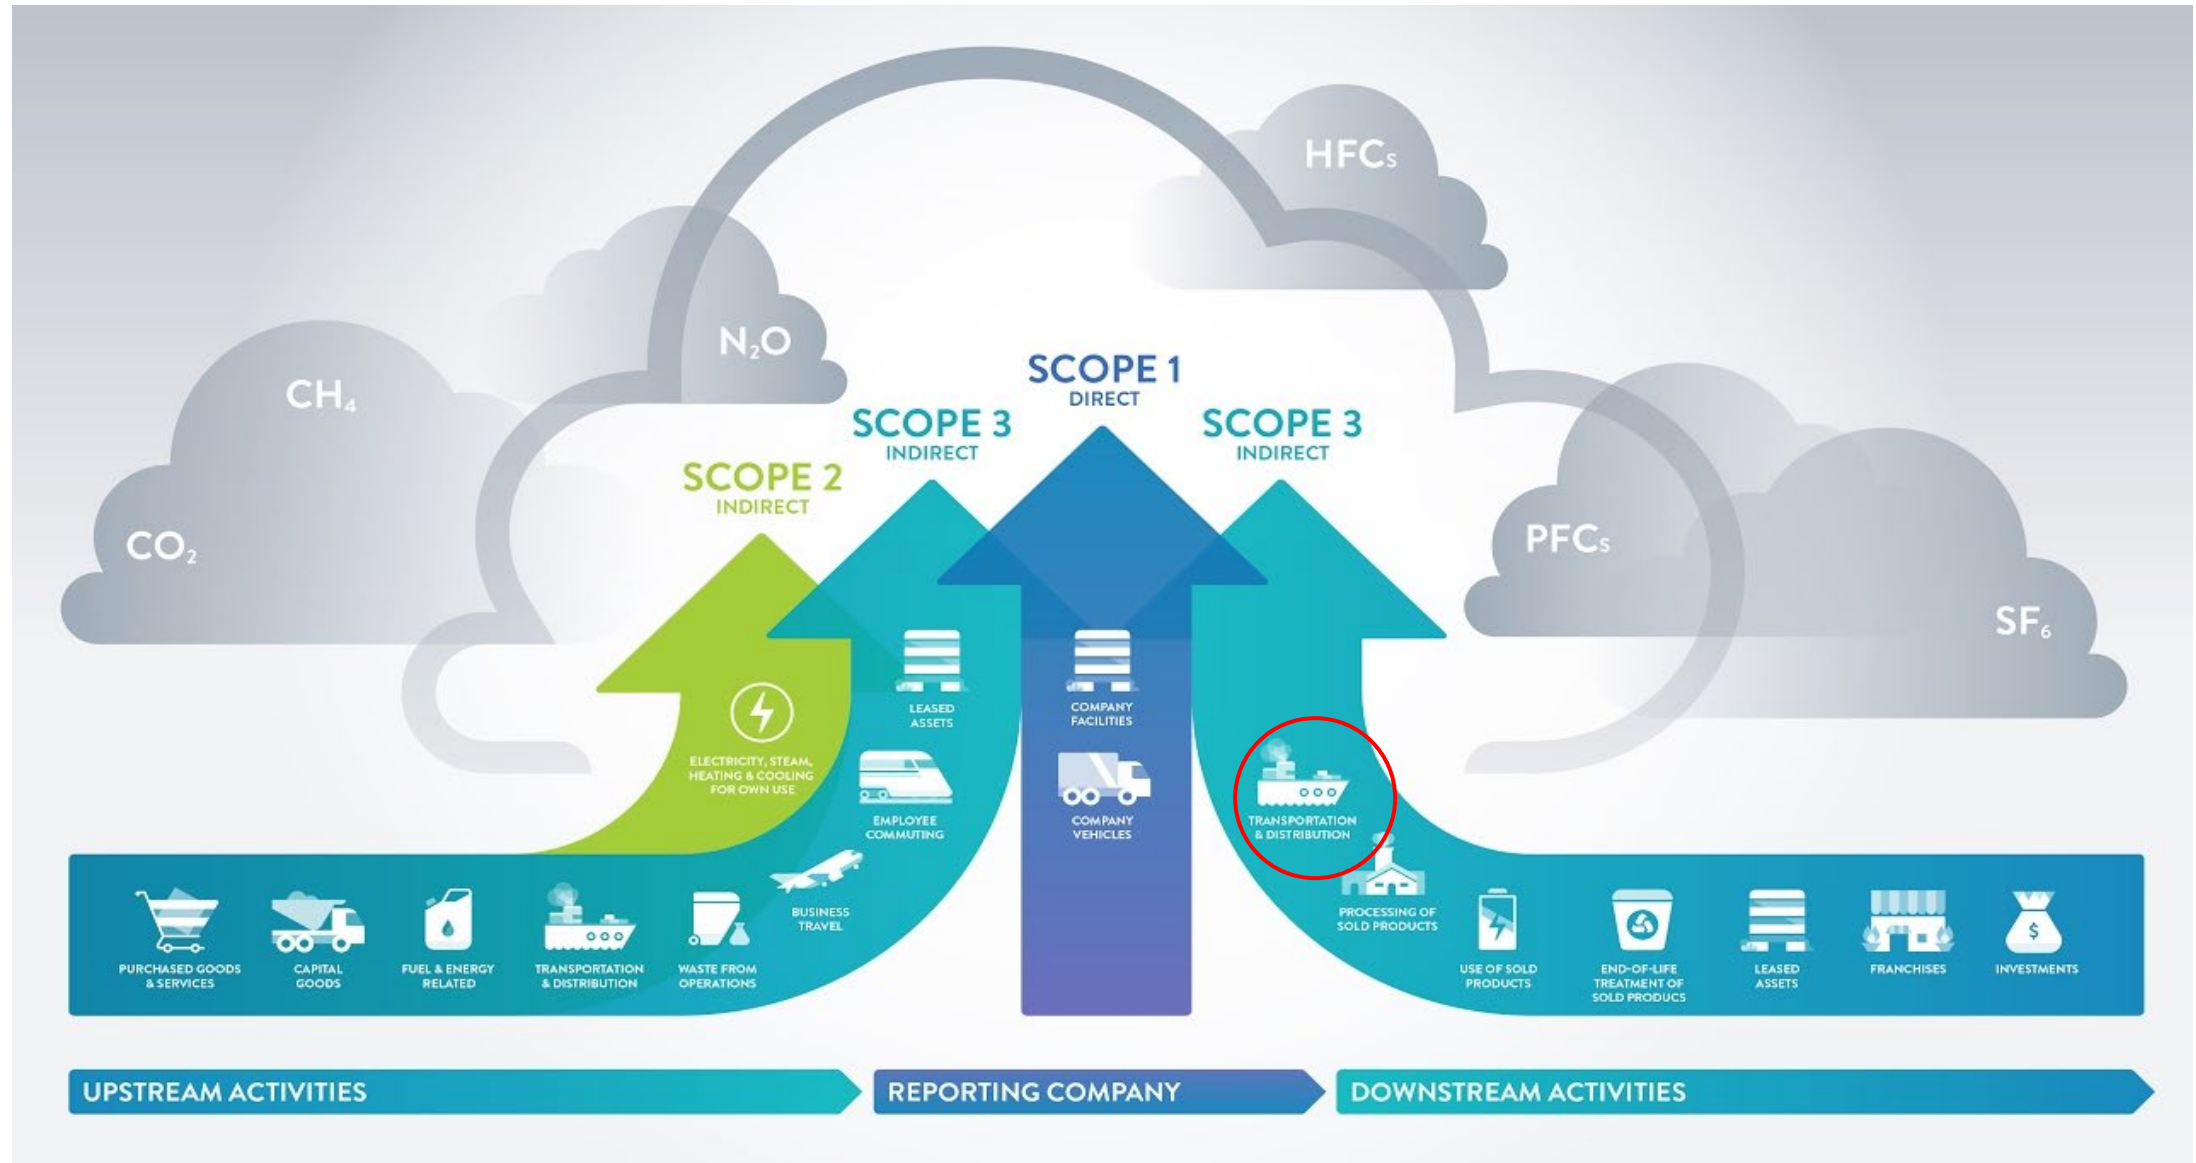 HFCs
N₂O
CH₄
CO₂
PFCs
SF₆
SCOPE 2
INDIRECT
SCOPE 3
INDIRECT
SCOPE 1
DIRECT
SCOPE 3
INDIRECT
ELECTRICITY, STEAM,
HEATING & COOLING
FOR OWN USE
LEASED
ASSETS
EMPLOYEE
COMMUTING
BUSINESS
TRAVEL
COMPANY
FACILITIES
COMPANY
VEHICLES
TRANSPORTATION
& DISTRIBUTION
PROCESSING OF
SOLD PRODUCTS
PURCHASED GOODS
& SERVICES
CAPITAL
GOODS
FUEL & ENERGY
RELATED
TRANSPORTATION
& DISTRIBUTION
WASTE FROM
OPERATIONS
USE OF SOLD
PRODUCTS
END-OF-LIFE
TREATMENT OF
SOLD PRODUCS
LEASED
ASSETS
FRANCHISES
$
INVESTMENTS
UPSTREAM ACTIVITIES
REPORTING COMPANY
DOWNSTREAM ACTIVITIES